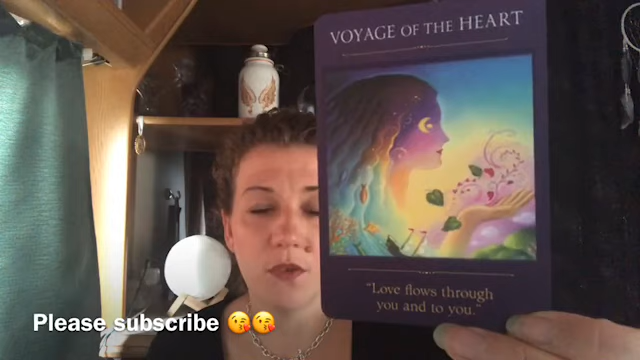 VOYAGE OF THE HEART
"Love flows through
you and to you."
Please subscribe 😘😘